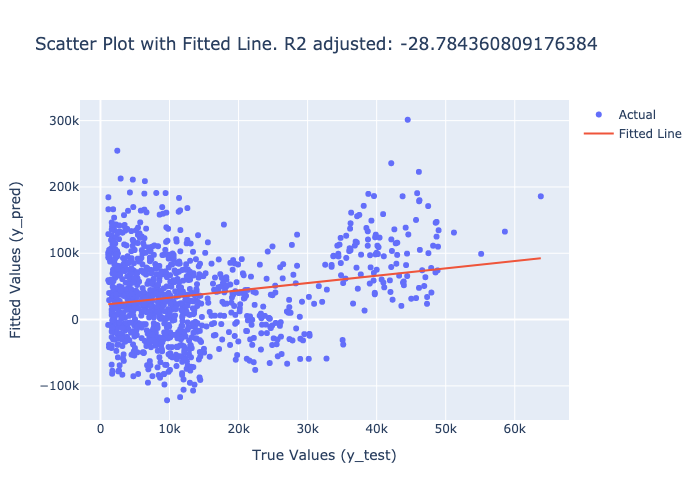 Scatter Plot with Fitted Line. R2 adjusted: -28.784360809176384
Actual
Fitted Line
300k
200k
100k
0
−100k
0
10k
20k
30k
40k
50k
60k
True Values (y_test)
Fitted Values (y_pred)